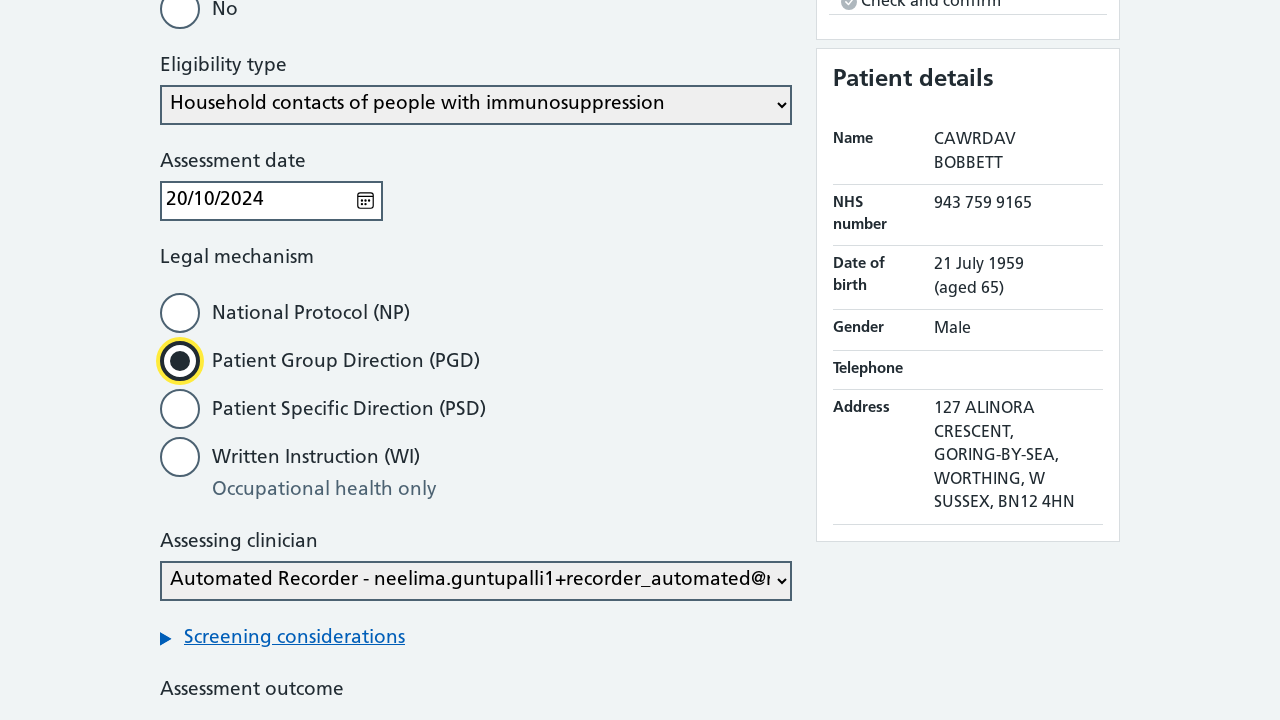 No
Eligibility type
Household contacts of people with immunosuppression
Assessment date
20/10/2024
Legal mechanism
National Protocol (NP)
Patient Group Direction (PGD)
Patient Specific Direction (PSD)
Written Instruction (WI)
Occupational health only
Assessing clinician
Automated Recorder - neelima.guntupalli1+recorder_automated@
Screening considerations
Assessment outcome
Check and confirm
Patient details
Name CAWRDAV
BOBBETT
NHS number 943 759 9165
Date of birth 21 July 1959
(aged 65)
Gender Male
Telephone
Address 127 ALINORA
CRESCENT,
GORING-BY-SEA,
WORTHING, W
SUSSEX, BN12 4HN